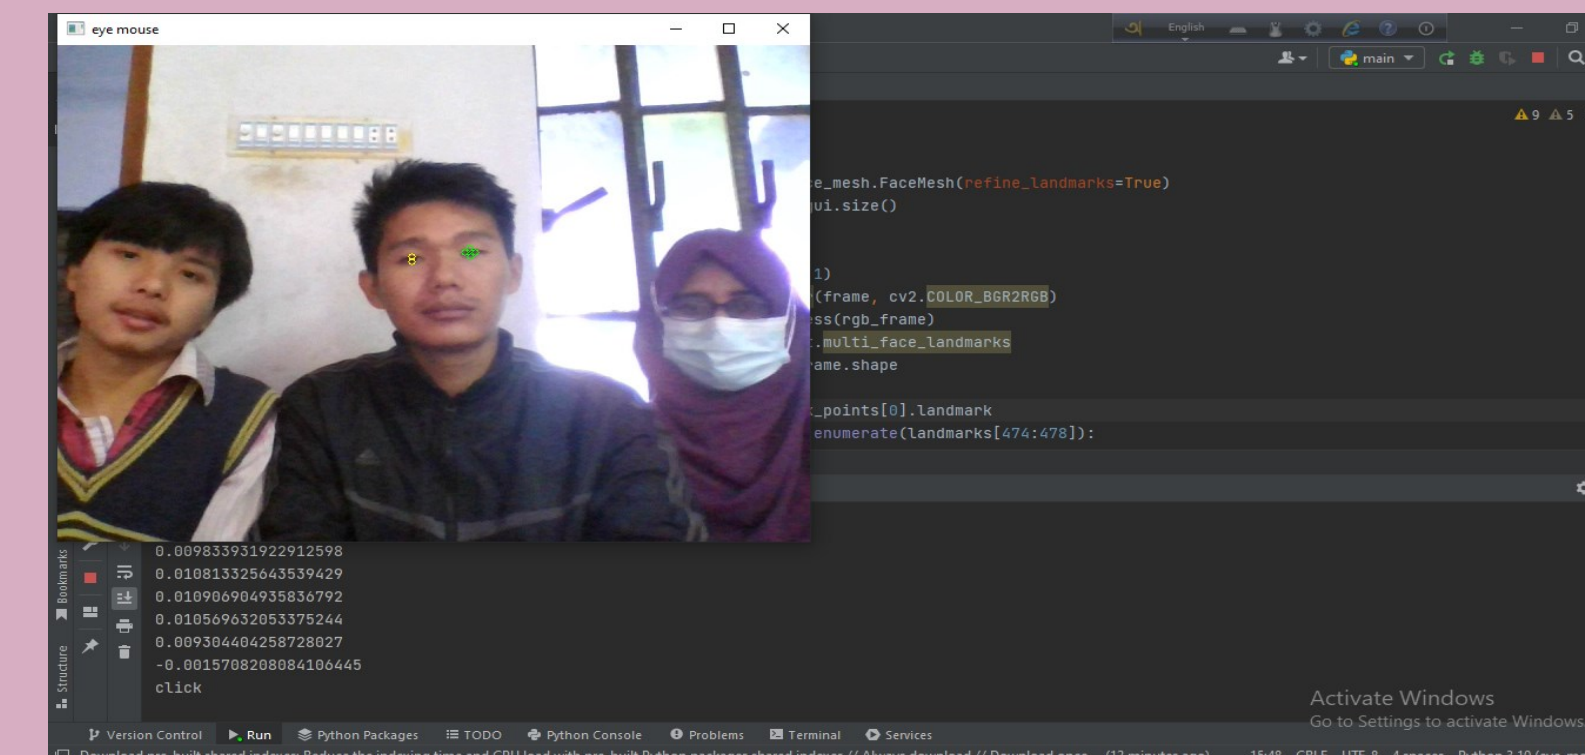 eye mouse
English
main
9 5
e_mesh.FaceMesh(refine_landmarks=True)
ui.size()
1)
(frame, cv2.COLOR_BGR2RGB)
ss(rgb_frame)
.multi_face_landmarks
ame.shape
_points[0].landmark
enumerate(landmarks[474:478]):
0.009833931922912598
0.010813325643539429
0.010906904935836792
0.010569632053375244
0.009304404258728027
-0.0015708208084106445
click
Bookmarks
Structure
Activate Windows
Go to Settings to activate Windows
Version Control Run Python Packages TODO Python Console Problems Terminal Services